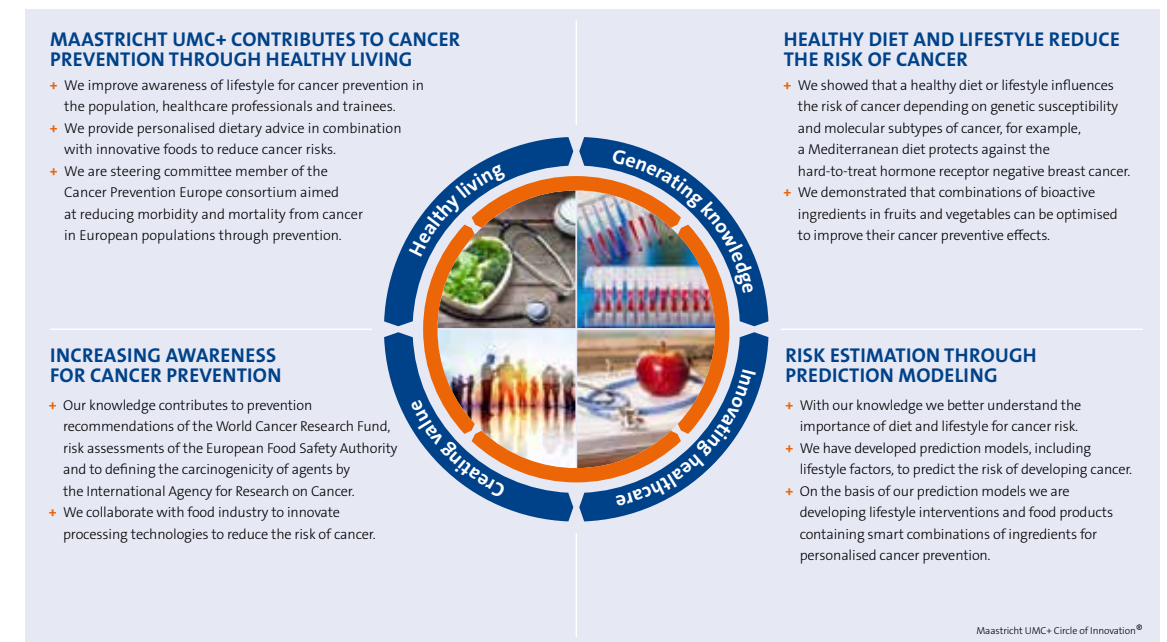 MAASTRICHT UMC+ CONTRIBUTES TO CANCER
PREVENTION THROUGH HEALTHY LIVING
+ We improve awareness of lifestyle for cancer prevention in
the population, healthcare professionals and trainees.
+ We provide personalised dietary advice in combination
with innovative foods to reduce cancer risks.
+ We are steering committee member of the
Cancer Prevention Europe consortium aimed
at reducing morbidity and mortality from cancer
in European populations through prevention.
HEALTHY DIET AND LIFESTYLE REDUCE
THE RISK OF CANCER
+ We showed that a healthy diet or lifestyle influences
the risk of cancer depending on genetic susceptibility
and molecular subtypes of cancer, for example,
a Mediterranean diet protects against the
hard-to-treat hormone receptor negative breast cancer.
+ We demonstrated that combinations of bioactive
ingredients in fruits and vegetables can be optimised
to improve their cancer preventive effects.
Healthy living
Generating knowledge
Creating value
Innovating healthcare
INCREASING AWARENESS
FOR CANCER PREVENTION
+ Our knowledge contributes to prevention
recommendations of the World Cancer Research Fund,
risk assessments of the European Food Safety Authority
and to defining the carcinogenicity of agents by
the International Agency for Research on Cancer.
+ We collaborate with food industry to innovate
processing technologies to reduce the risk of cancer.
RISK ESTIMATION THROUGH
PREDICTION MODELING
+ With our knowledge we better understand the
importance of diet and lifestyle for cancer risk.
+ We have developed prediction models, including
lifestyle factors, to predict the risk of developing cancer.
+ On the basis of our prediction models we are
developing lifestyle interventions and food products
containing smart combinations of ingredients for
personalised cancer prevention.
Maastricht UMC+ Circle of Innovation®